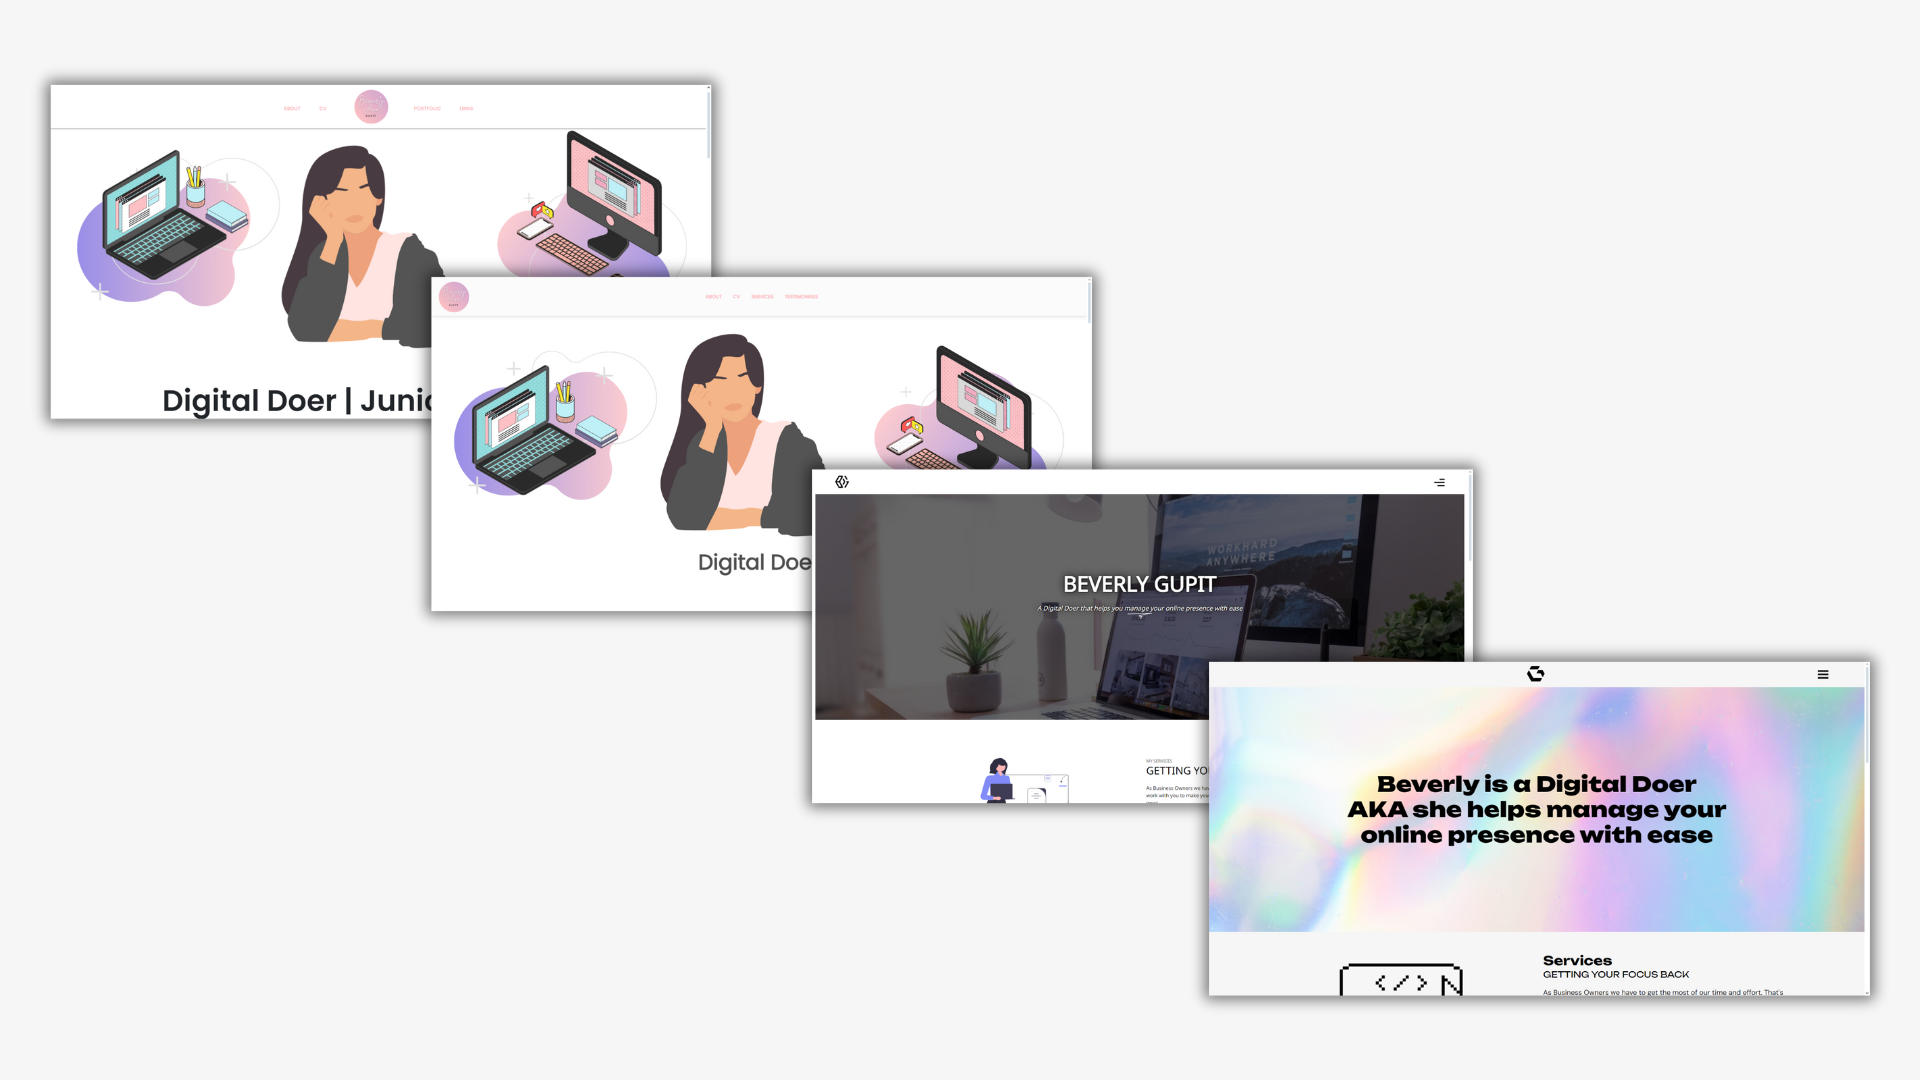 ABOUT
CV
PORTFOLIO
LINKS
Digital Doer | Junio
ABOUT
CV
SERVICES
TESTIMONIALS
Digital Doe
WORKHARD
ANYWHERE
BEVERLY GUPIT
A Digital Doer that helps you manage your online presence with ease
MY SERVICES
GETTING YO
As Business Owners we hav
work with you to make your
Beverly is a Digital Doer
AKA she helps manage your
online presence with ease
</>
Services
GETTING YOUR FOCUS BACK
As Business Owners we have to get the most of our time and effort. That's